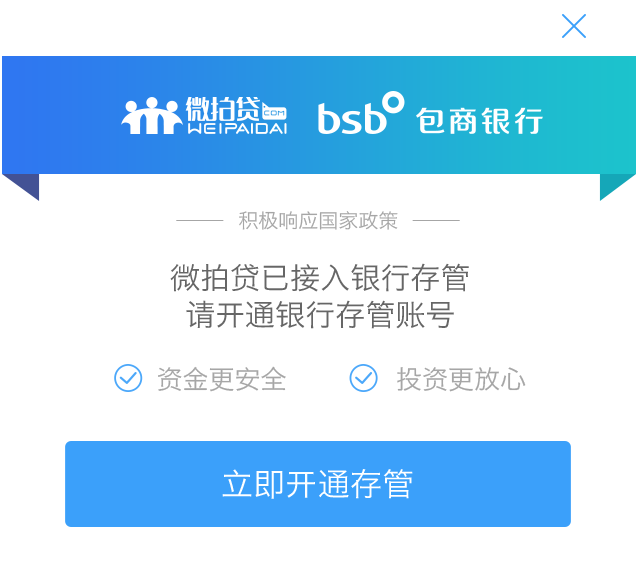 微拍贷.COM bsb 包商银行
WEIPAIDAI
积极响应国家政策
微拍贷已接入银行存管
请开通银行存管账号
资金更安全 投资更放心
立即开通存管